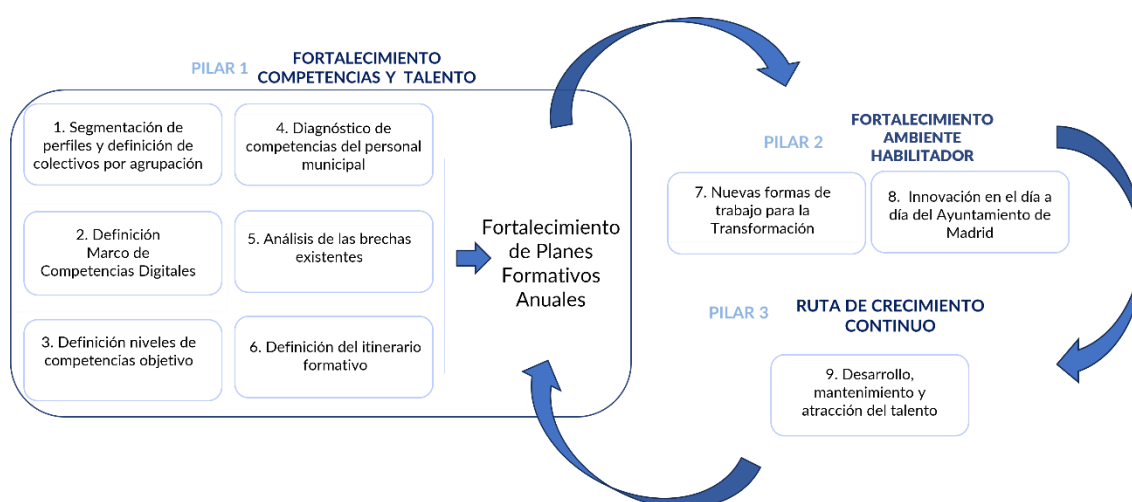 PILAR 1
FORTALECIMIENTO
COMPETENCIAS Y TALENTO
1. Segmentación de
perfiles y definición de
colectivos por agrupación
2. Definición
Marco de
Competencias Digitales
3. Definición niveles de
competencias objetivo
4. Diagnóstico de
competencias del personal
municipal
5. Análisis de las brechas
existentes
6. Definición del itinerario
formativo
Fortalecimiento
de Planes
Formativos
Anuales
PILAR 2
FORTALECIMIENTO
AMBIENTE
HABILITADOR
7. Nuevas formas de
trabajo para la
Transformación
8. Innovación en el día a
día del Ayuntamiento de
Madrid
PILAR 3
RUTA DE CRECIMIENTO
CONTINUO
9. Desarrollo,
mantenimiento y
atracción del talento